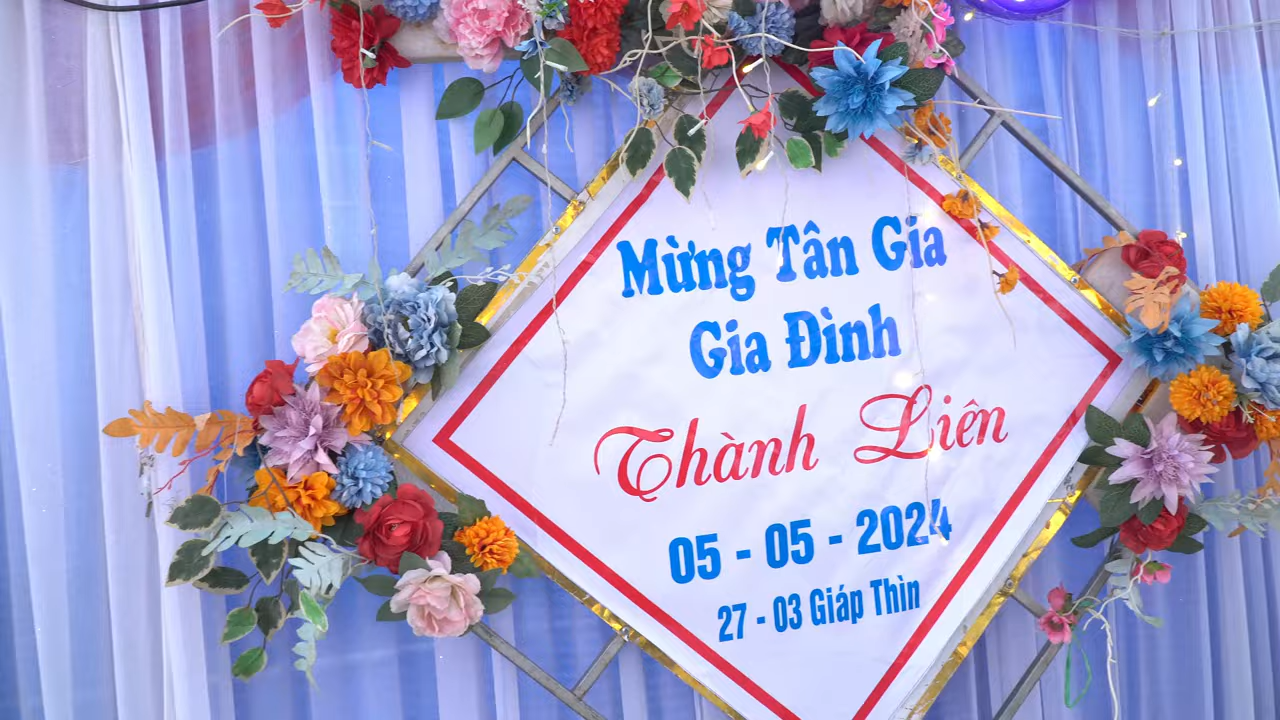 Mừng Tân Gia
Gia Đình
Thành Liên
05 - 05 - 2024
27 - 03 Giáp Thìn